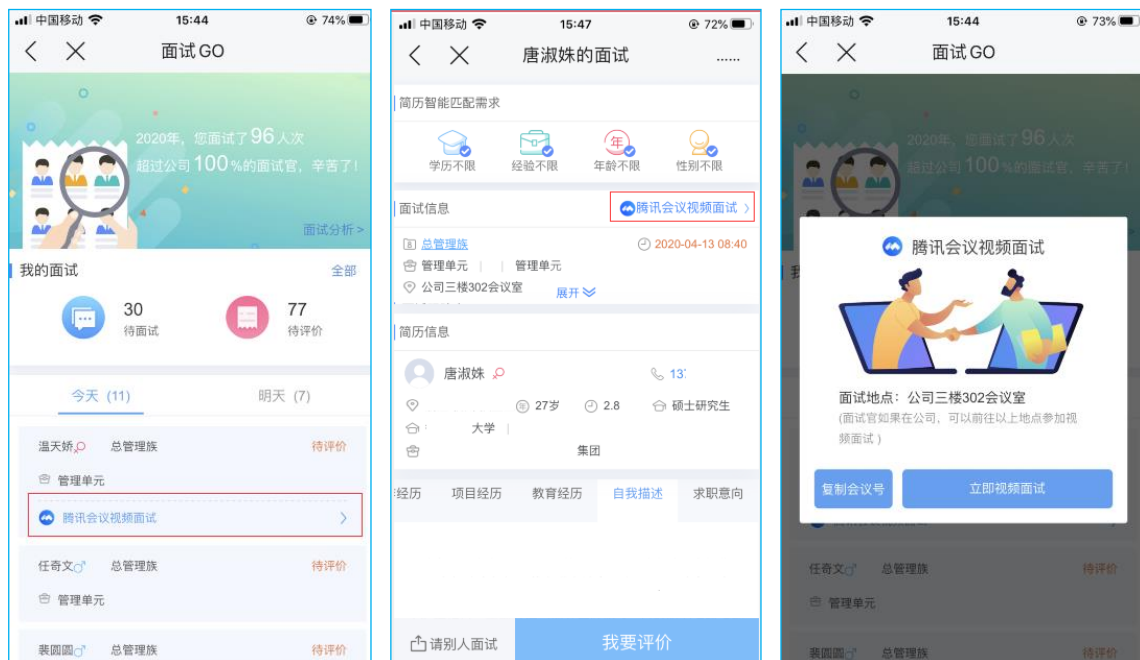 中国移动 15:44 74%
面试GO
2020年，您面试了96人次
超过公司100%的面试官，辛苦了！
面试分析>
我的面试 全部
30 77
待面试 待评价
今天 (11) 明天 (7)
温天娇 总管理族 待评价
管理单元
腾讯会议视频面试
任奇文 总管理族 待评价
管理单元
裴圆圆 总管理族 待评价
中国移动 15:47 72%
唐淑姝的面试 ......
简历智能匹配需求
年
学历不限 经验不限 年龄不限 性别不限
面试信息 腾讯会议视频面试
总管理族 2020-04-13 08:40
管理单元 | | 管理单元
公司三楼302会议室 展开
简历信息
唐淑姝 13
27岁 2.8 硕士研究生
大学 |
集团
经历 项目经历 教育经历 自我描述 求职意向
请别人面试 我要评价
中国移动 15:44 73%
面试GO
2020年，您面试了96人次
超过公司100%的面试官，辛苦了！
腾讯会议视频面试
面试地点：公司三楼302会议室
(面试官如果在公司，可以前往以上地点参加视
频面试 )
复制会议号 立即视频面试
任奇文 总管理族 待评价
管理单元
裴圆圆 总管理族 待评价